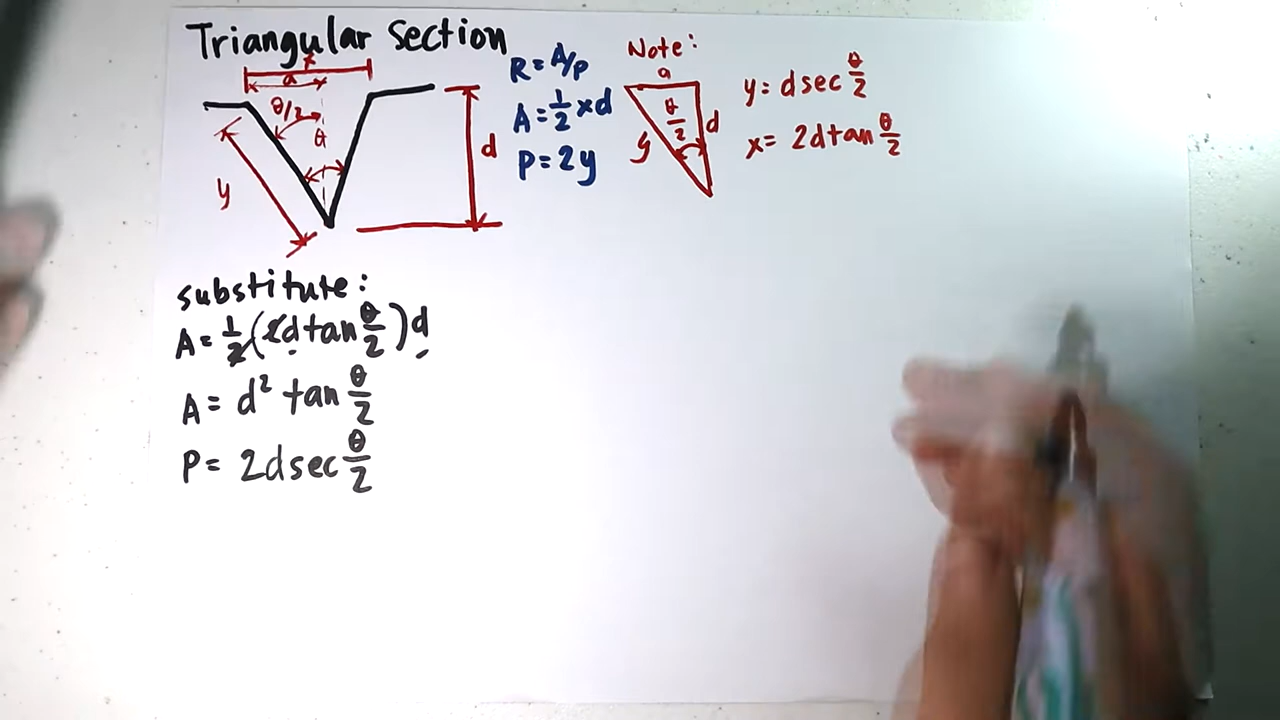 Triangular Section
x
a
θ/2
θ
y
d
R = A/P
A = 1/2 x d
P = 2y
Note:
a
θ/2
d
y
y = d sec θ/2
x = 2d tan θ/2
substitute:
A = 1/2 (2d tan θ/2) d
A = d² tan θ/2
P = 2d sec θ/2